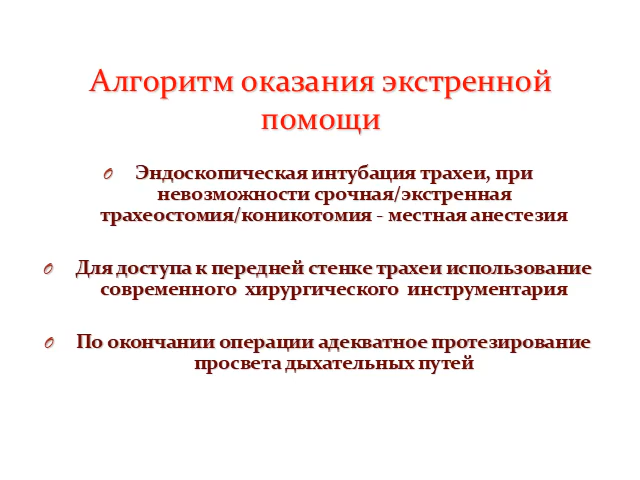 Алгоритм оказания экстренной
помощи
Эндоскопическая интубация трахеи, при
невозможности срочная/экстренная
трахеостомия/коникотомия - местная анестезия
Для доступа к передней стенке трахеи использование
современного хирургического инструментария
По окончании операции адекватное протезирование
просвета дыхательных путей